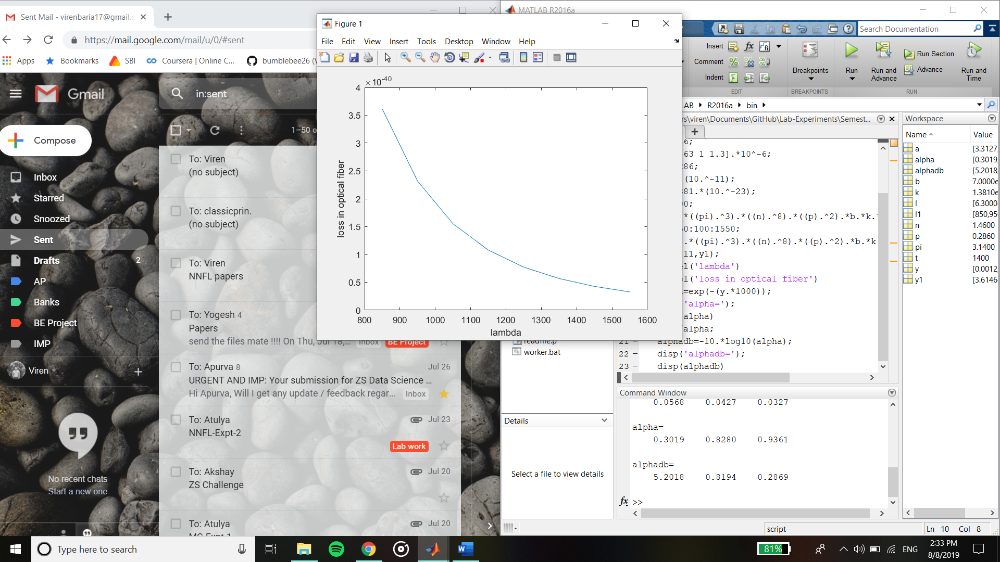 Sent Mail - virenbaria17@gmail.c
https://mail.google.com/mail/u/0/#sent
Apps
Bookmarks
SBI
Coursera | Online C...
bumblebee26 (V
Gmail
in:sent
Compose
1–50 o
Inbox
Starred
Snoozed
Sent
Drafts
2
AP
Banks
BE Project
IMP
Viren
No recent chats
Start a new one
To: Viren
(no subject)
To: classicprin.
(no subject)
To: Viren
NNFL papers
To: Yogesh 4
Papers
send the files mate !!!! On Thu, Jul 18,...
Inbox
BE Project
To: Apurva 8
Jul 26
URGENT AND IMP: Your submission for ZS Data Science ...
Hi Apurva, Will I get any update / feedback regar...
Inbox
To: Atulya
Jul 23
NNFL-Expt-2
Lab work
To: Akshay
Jul 20
ZS Challenge
To: Atulya
Jul 20
Figure 1
File Edit View Insert Tools Desktop Window Help
×10^-40
4
3.5
3
2.5
2
1.5
1
0.5
0
loss in optical fiber
800 900 1000 1100 1200 1300 1400 1500 1600
lambda
MATLAB R2016a
Search Documentation
Insert
Comment
Indent
EDIT
Breakpoints
BREAKPOINTS
Run
Run and Advance
Run Section
Advance
Run and Time
RUN
LAB
R2016a
bin
rs\viren\Documents\GitHub\Lab-Experiments\Semest...
6;
63 1 1.3].*10^-6;
286;
(10.^-11);
381.*(10.^-23);
00;
*((pi).^3).*((n).^8).*((p).^2).*b.*k.
50:100:1550;
.*((pi).^3).*((n).^8).*((p).^2).*b.*k
l1,y1);
el('lambda')
el('loss in optical fiber')
=exp(-(y.*1000));
'alpha=');
alpha)
alpha;
21 alphadb=-10.*log10(alpha);
22 disp('alphadb=');
23 disp(alphadb)
readme.p
worker.bat
Details
Select a file to view details
Command Window
0.0568 0.0427 0.0327
alpha=
0.3019 0.8280 0.9361
alphadb=
5.2018 0.8194 0.2869
fx >>
Workspace
Name Value
a [3.3127,
alpha [0.3019,
alphadb [5.2018,
b 7.0000e
k 1.3810e
l [6.3000
l1 [850,95
n 1.4600
p 0.2860
pi 3.1400
t 1400
y [0.0012,
y1 [3.6146
script
Ln 10 Col 8
Type here to search
81%
ENG
2:33 PM
8/8/2019